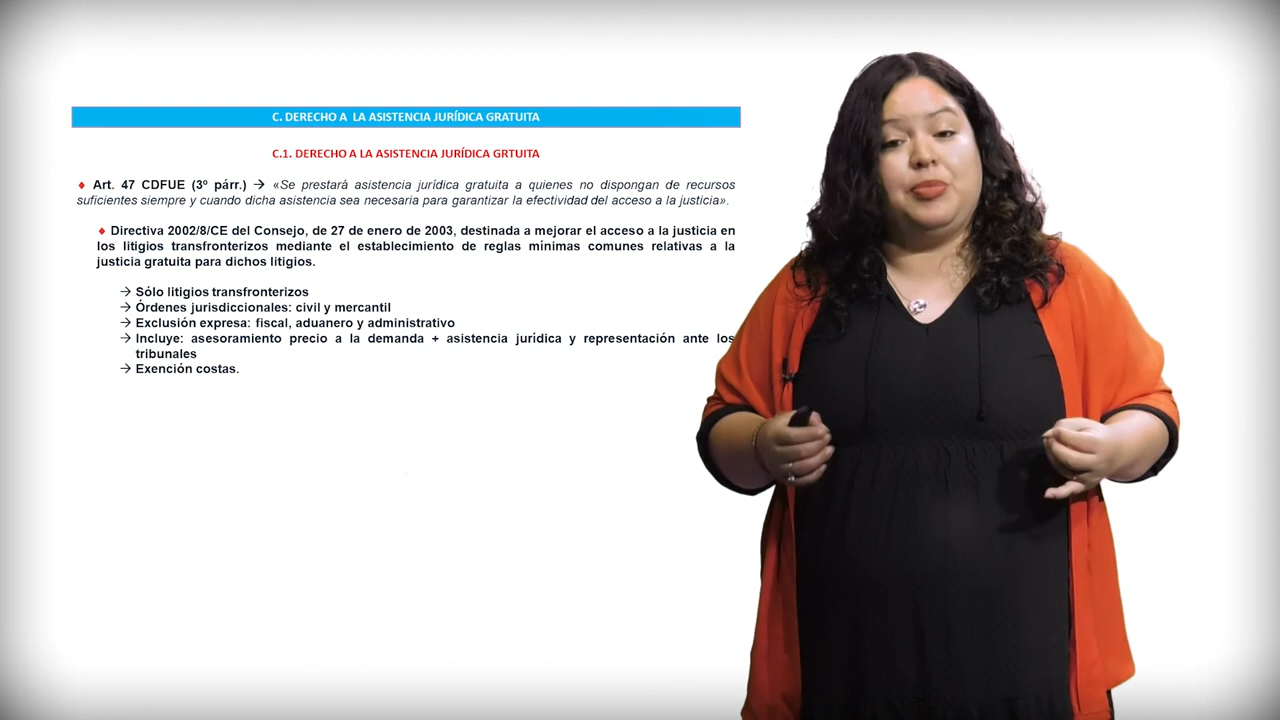 C. DERECHO A LA ASISTENCIA JURÍDICA GRATUITA
C.1. DERECHO A LA ASISTENCIA JURÍDICA GRTUITA
♦ Art. 47 CDFUE (3º párr.) → «Se prestará asistencia jurídica gratuita a quienes no dispongan de recursos
suficientes siempre y cuando dicha asistencia sea necesaria para garantizar la efectividad del acceso a la justicia».
♦ Directiva 2002/8/CE del Consejo, de 27 de enero de 2003, destinada a mejorar el acceso a la justicia en
los litigios transfronterizos mediante el establecimiento de reglas mínimas comunes relativas a la
justicia gratuita para dichos litigios.
→ Sólo litigios transfronterizos
→ Órdenes jurisdiccionales: civil y mercantil
→ Exclusión expresa: fiscal, aduanero y administrativo
→ Incluye: asesoramiento precio a la demanda + asistencia jurídica y representación ante los
tribunales
→ Exención costas.